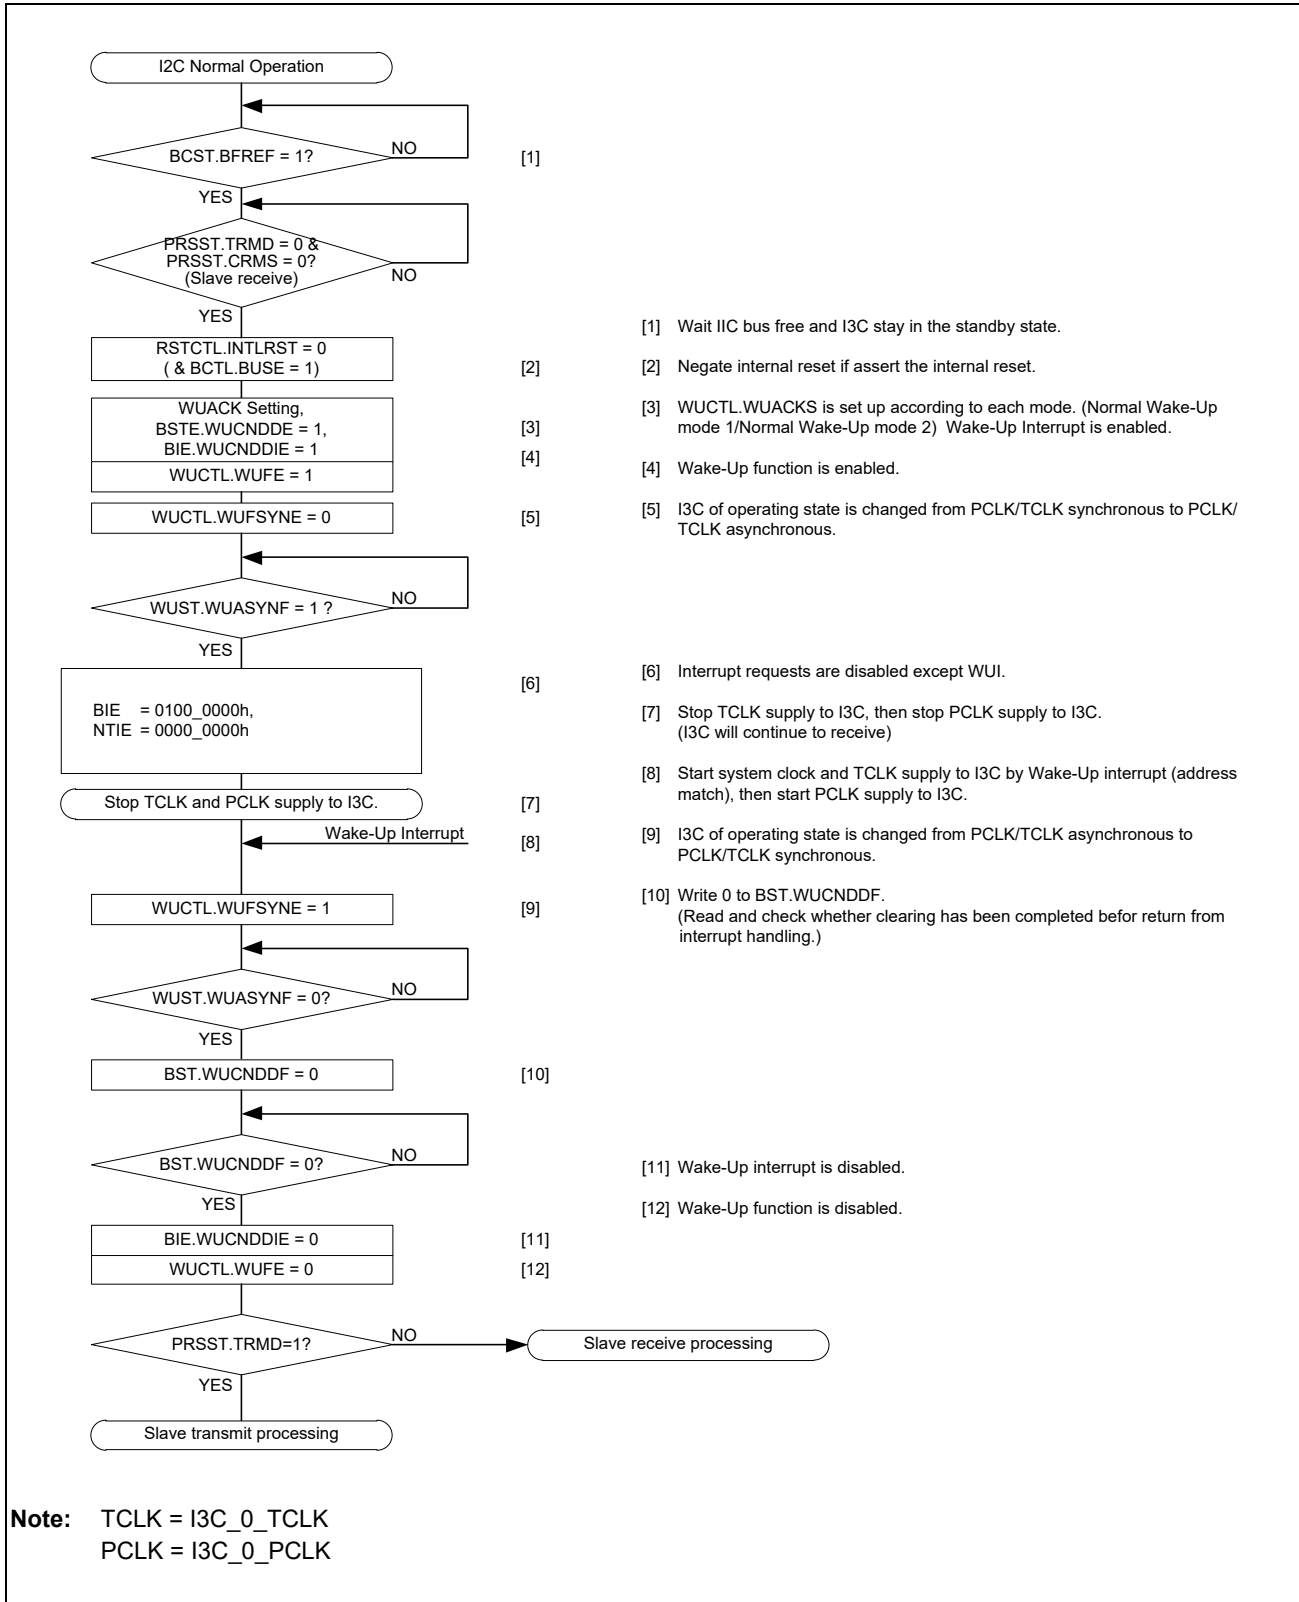 I2C Normal Operation
BCST.BFREF = 1?
NO
[1]
YES
PRSST.TRMD = 0 &
PRSST.CRMS = 0?
(Slave receive)
NO
YES
RSTCTL.INTLRST = 0
( & BCTL.BUSE = 1)
[2]
WUACK Setting,
BSTE.WUCNDDE = 1,
BIE.WUCNDDIE = 1
[3]
[4]
WUCTL.WUFE = 1
WUCTL.WUFSYNE = 0
[5]
WUST.WUASYNF = 1 ?
NO
YES
[6]
BIE = 0100_0000h,
NTIE = 0000_0000h
Stop TCLK and PCLK supply to I3C.
[7]
Wake-Up Interrupt
[8]
WUCTL.WUFSYNE = 1
[9]
WUST.WUASYNF = 0?
NO
YES
BST.WUCNDDF = 0
[10]
BST.WUCNDDF = 0?
NO
YES
BIE.WUCNDDIE = 0
[11]
WUCTL.WUFE = 0
[12]
PRSST.TRMD=1?
NO
Slave receive processing
YES
Slave transmit processing
[1] Wait IIC bus free and I3C stay in the standby state.
[2] Negate internal reset if assert the internal reset.
[3] WUCTL.WUACKS is set up according to each mode. (Normal Wake-Up
mode 1/Normal Wake-Up mode 2) Wake-Up Interrupt is enabled.
[4] Wake-Up function is enabled.
[5] I3C of operating state is changed from PCLK/TCLK synchronous to PCLK/
TCLK asynchronous.
[6] Interrupt requests are disabled except WUI.
[7] Stop TCLK supply to I3C, then stop PCLK supply to I3C.
(I3C will continue to receive)
[8] Start system clock and TCLK supply to I3C by Wake-Up interrupt (address
match), then start PCLK supply to I3C.
[9] I3C of operating state is changed from PCLK/TCLK asynchronous to
PCLK/TCLK synchronous.
[10] Write 0 to BST.WUCNDDF.
(Read and check whether clearing has been completed befor return from
interrupt handling.)
[11] Wake-Up interrupt is disabled.
[12] Wake-Up function is disabled.
Note: TCLK = I3C_0_TCLK
PCLK = I3C_0_PCLK